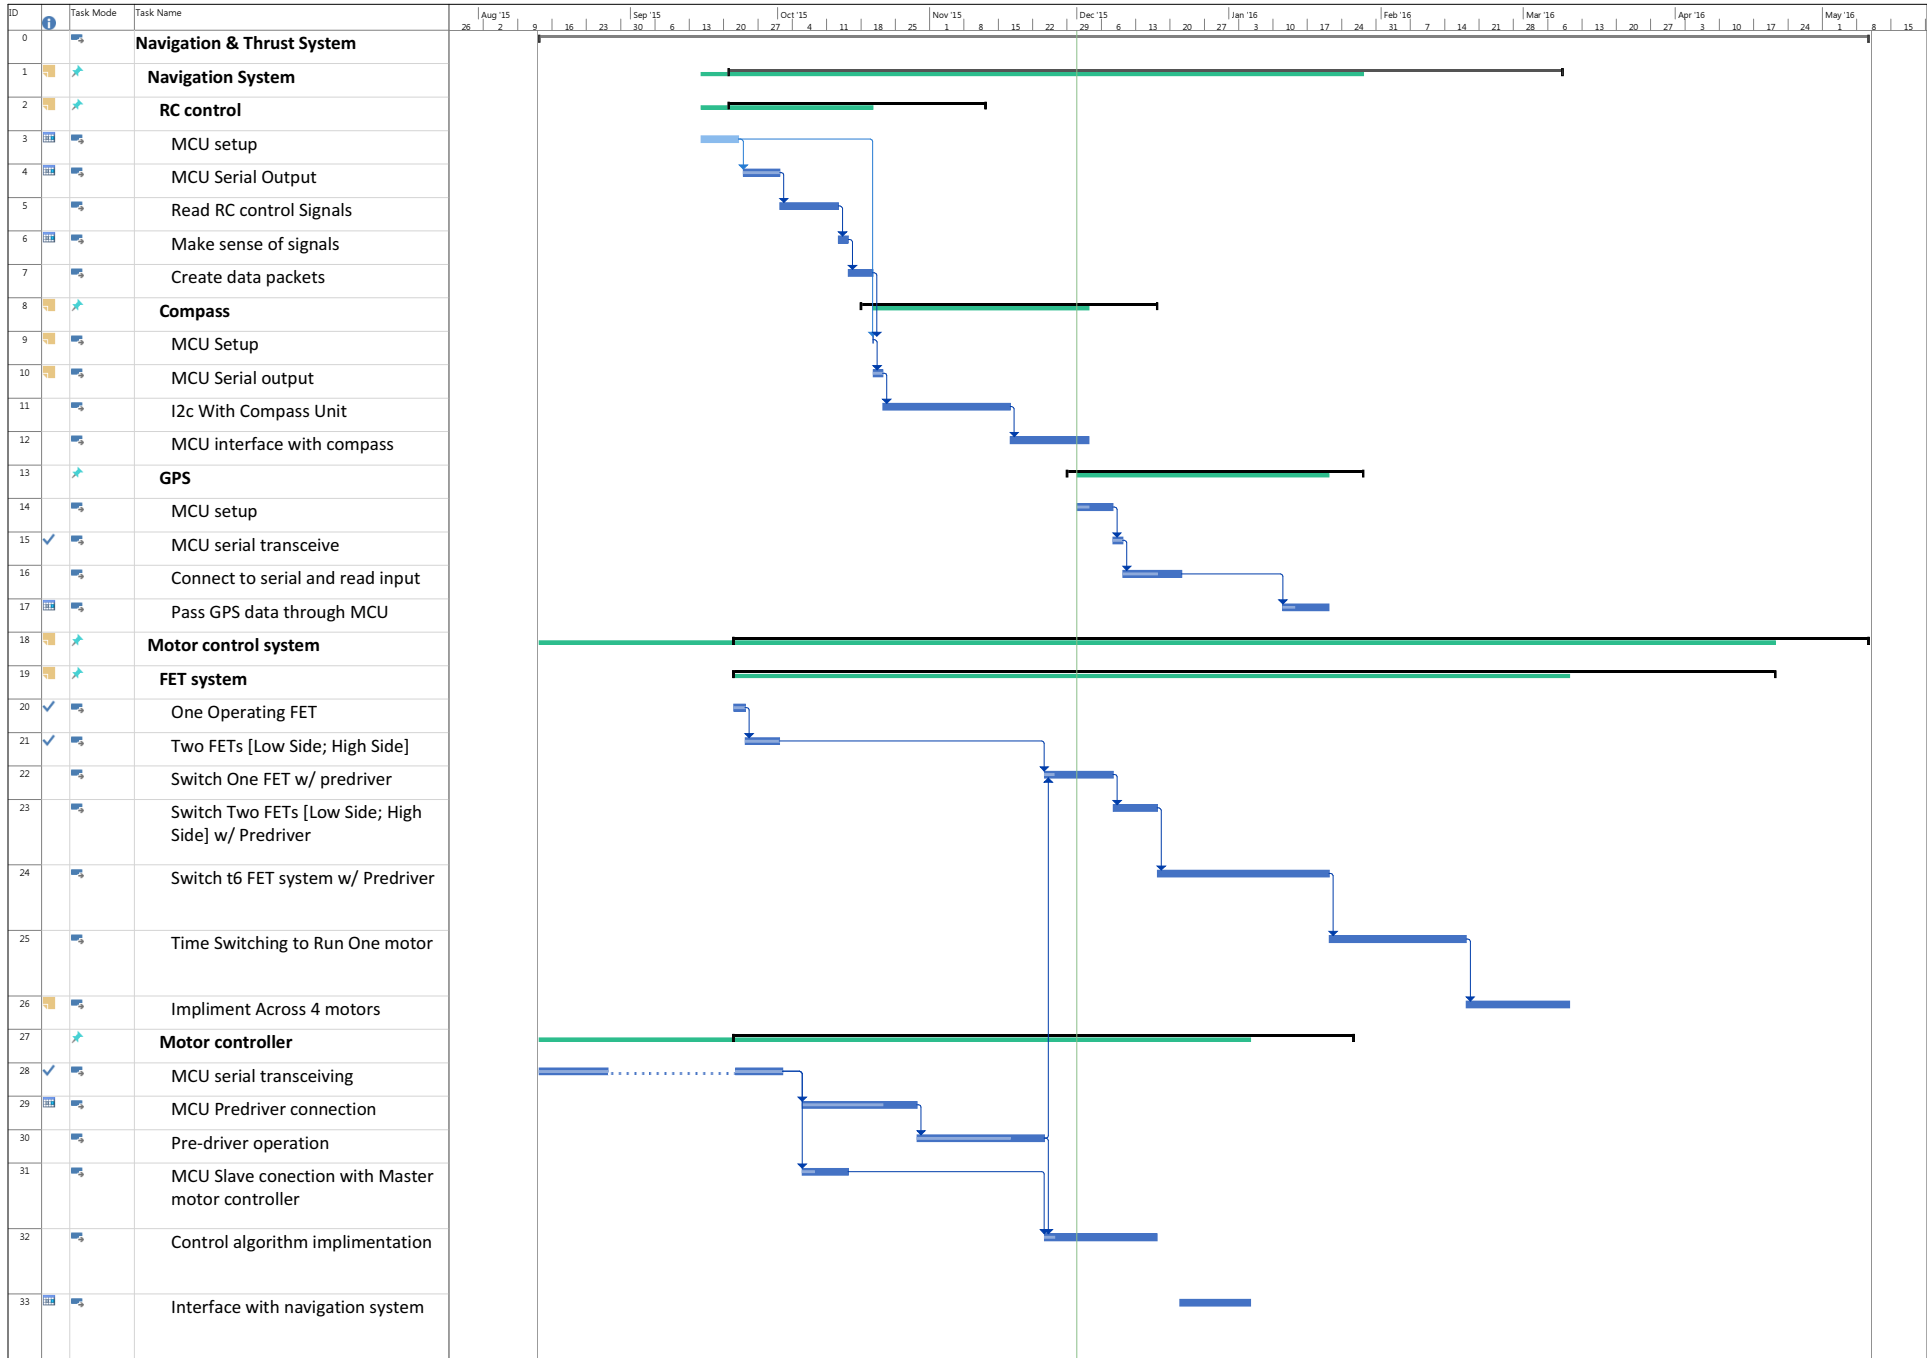 ID Task Mode Task Name
Aug '15 Sep '15 Oct '15 Nov '15 Dec '15 Jan '16 Feb '16 Mar '16 Apr '16 May '16
26 2 9 16 23 30 6 13 20 27 4 11 18 25 1 8 15 22 29 6 13 20 27 3 10 17 24 31 7 14 21 28 6 13 20 27 3 10 17 24 1 8 15
0 Navigation & Thrust System
1 Navigation System
2 RC control
3 MCU setup
4 MCU Serial Output
5 Read RC control Signals
6 Make sense of signals
7 Create data packets
8 Compass
9 MCU Setup
10 MCU Serial output
11 I2c With Compass Unit
12 MCU interface with compass
13 GPS
14 MCU setup
15 MCU serial transceive
16 Connect to serial and read input
17 Pass GPS data through MCU
18 Motor control system
19 FET system
20 One Operating FET
21 Two FETs [Low Side; High Side]
22 Switch One FET w/ predriver
23 Switch Two FETs [Low Side; High
Side] w/ Predriver
24 Switch t6 FET system w/ Predriver
25 Time Switching to Run One motor
26 Impliment Across 4 motors
27 Motor controller
28 MCU serial transceiving
29 MCU Predriver connection
30 Pre-driver operation
31 MCU Slave conection with Master
motor controller
32 Control algorithm implimentation
33 Interface with navigation system